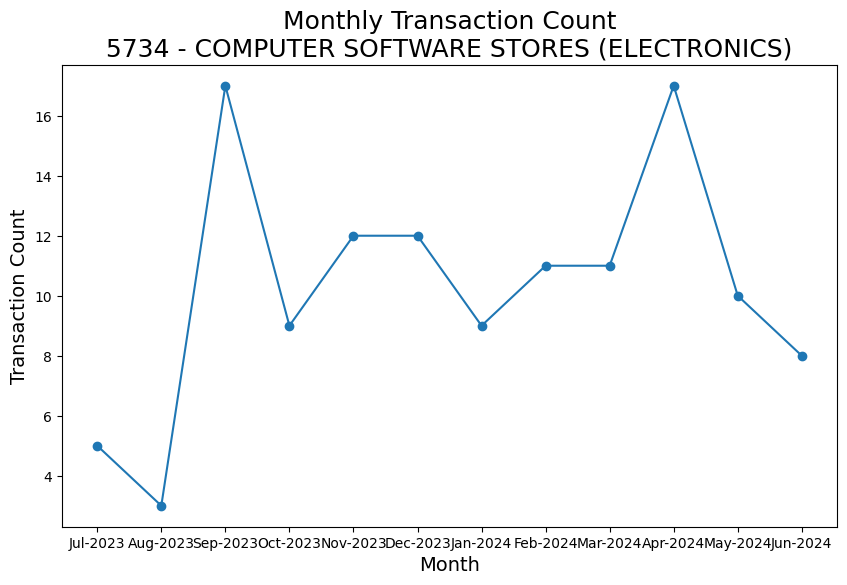 Monthly Transaction Count
5734 - COMPUTER SOFTWARE STORES (ELECTRONICS)
Transaction Count
16
14
12
10
8
6
4
Jul-2023 Aug-2023 Sep-2023 Oct-2023 Nov-2023 Dec-2023 Jan-2024 Feb-2024 Mar-2024 Apr-2024 May-2024 Jun-2024
Month